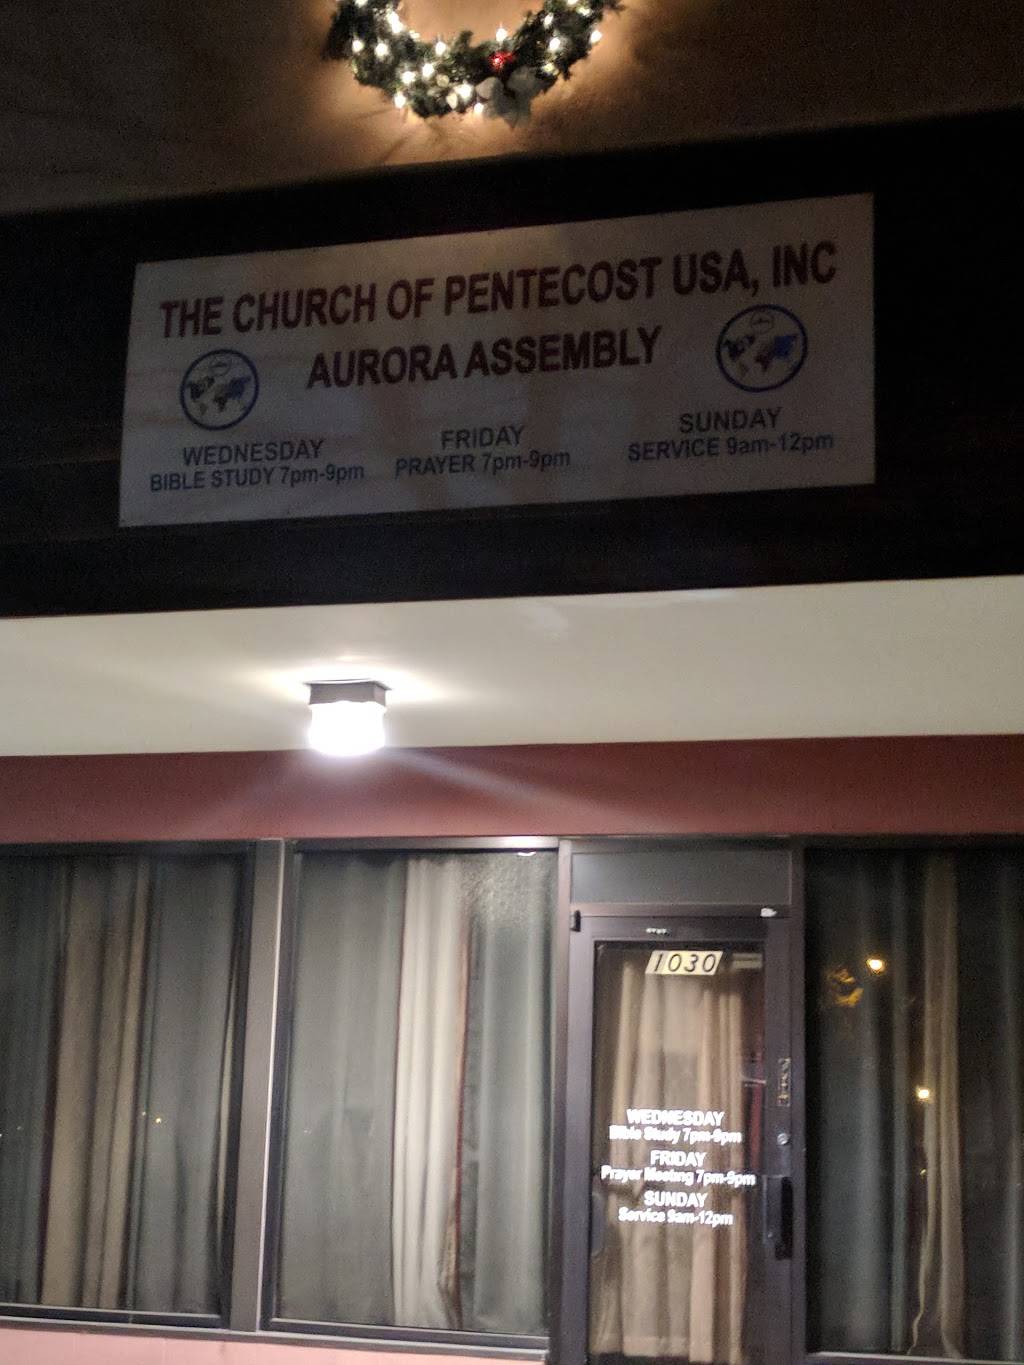 THE CHURCH OF PENTECOST USA, INC
AURORA ASSEMBLY
WEDNESDAY
BIBLE STUDY 7pm-9pm
FRIDAY
PRAYER 7pm-9pm
SUNDAY
SERVICE 9am-12pm
1030
WEDNESDAY
Bible Study 7pm-9pm
FRIDAY
Prayer Meeting 7pm-9pm
SUNDAY
Service 9am-12pm